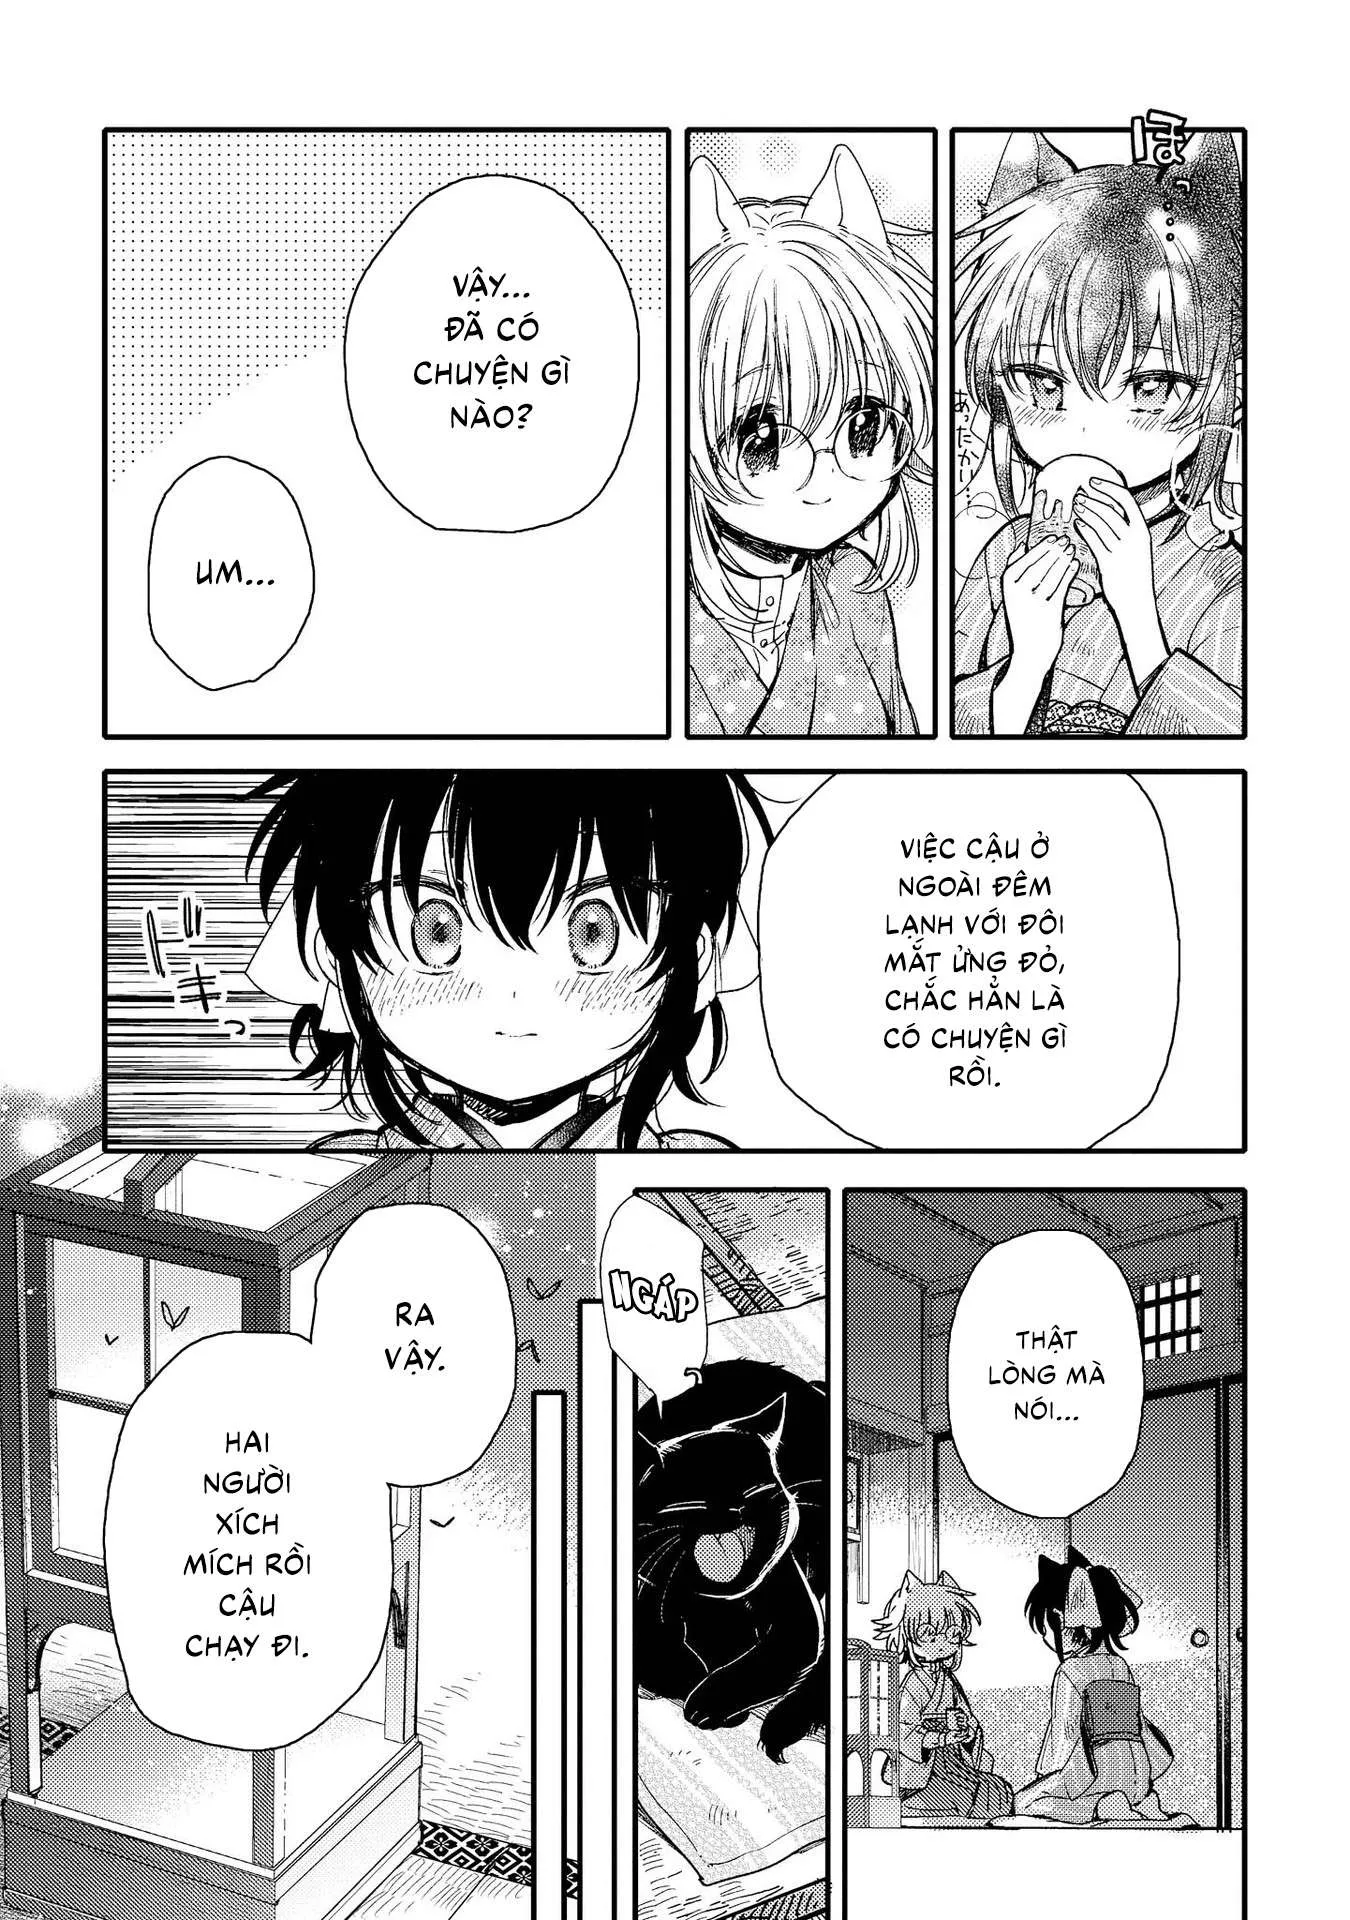 ほっ……
あったかい…
VẬY...
ĐÃ CÓ
CHUYỆN GÌ
NÀO?
UM...
VIỆC CẬU Ở
NGOÀI ĐÊM
LẠNH VỚI ĐÔI
MẮT ỬNG ĐỎ,
CHẮC HẲN LÀ
CÓ CHUYỆN GÌ
RỒI.
ドキッ
THẬT
LÒNG MÀ
NÓI...
NGÁP
RA
VẬY.
HAI
NGƯỜI
XÍCH
MÍCH RỒI
CẬU
CHẠY ĐI.